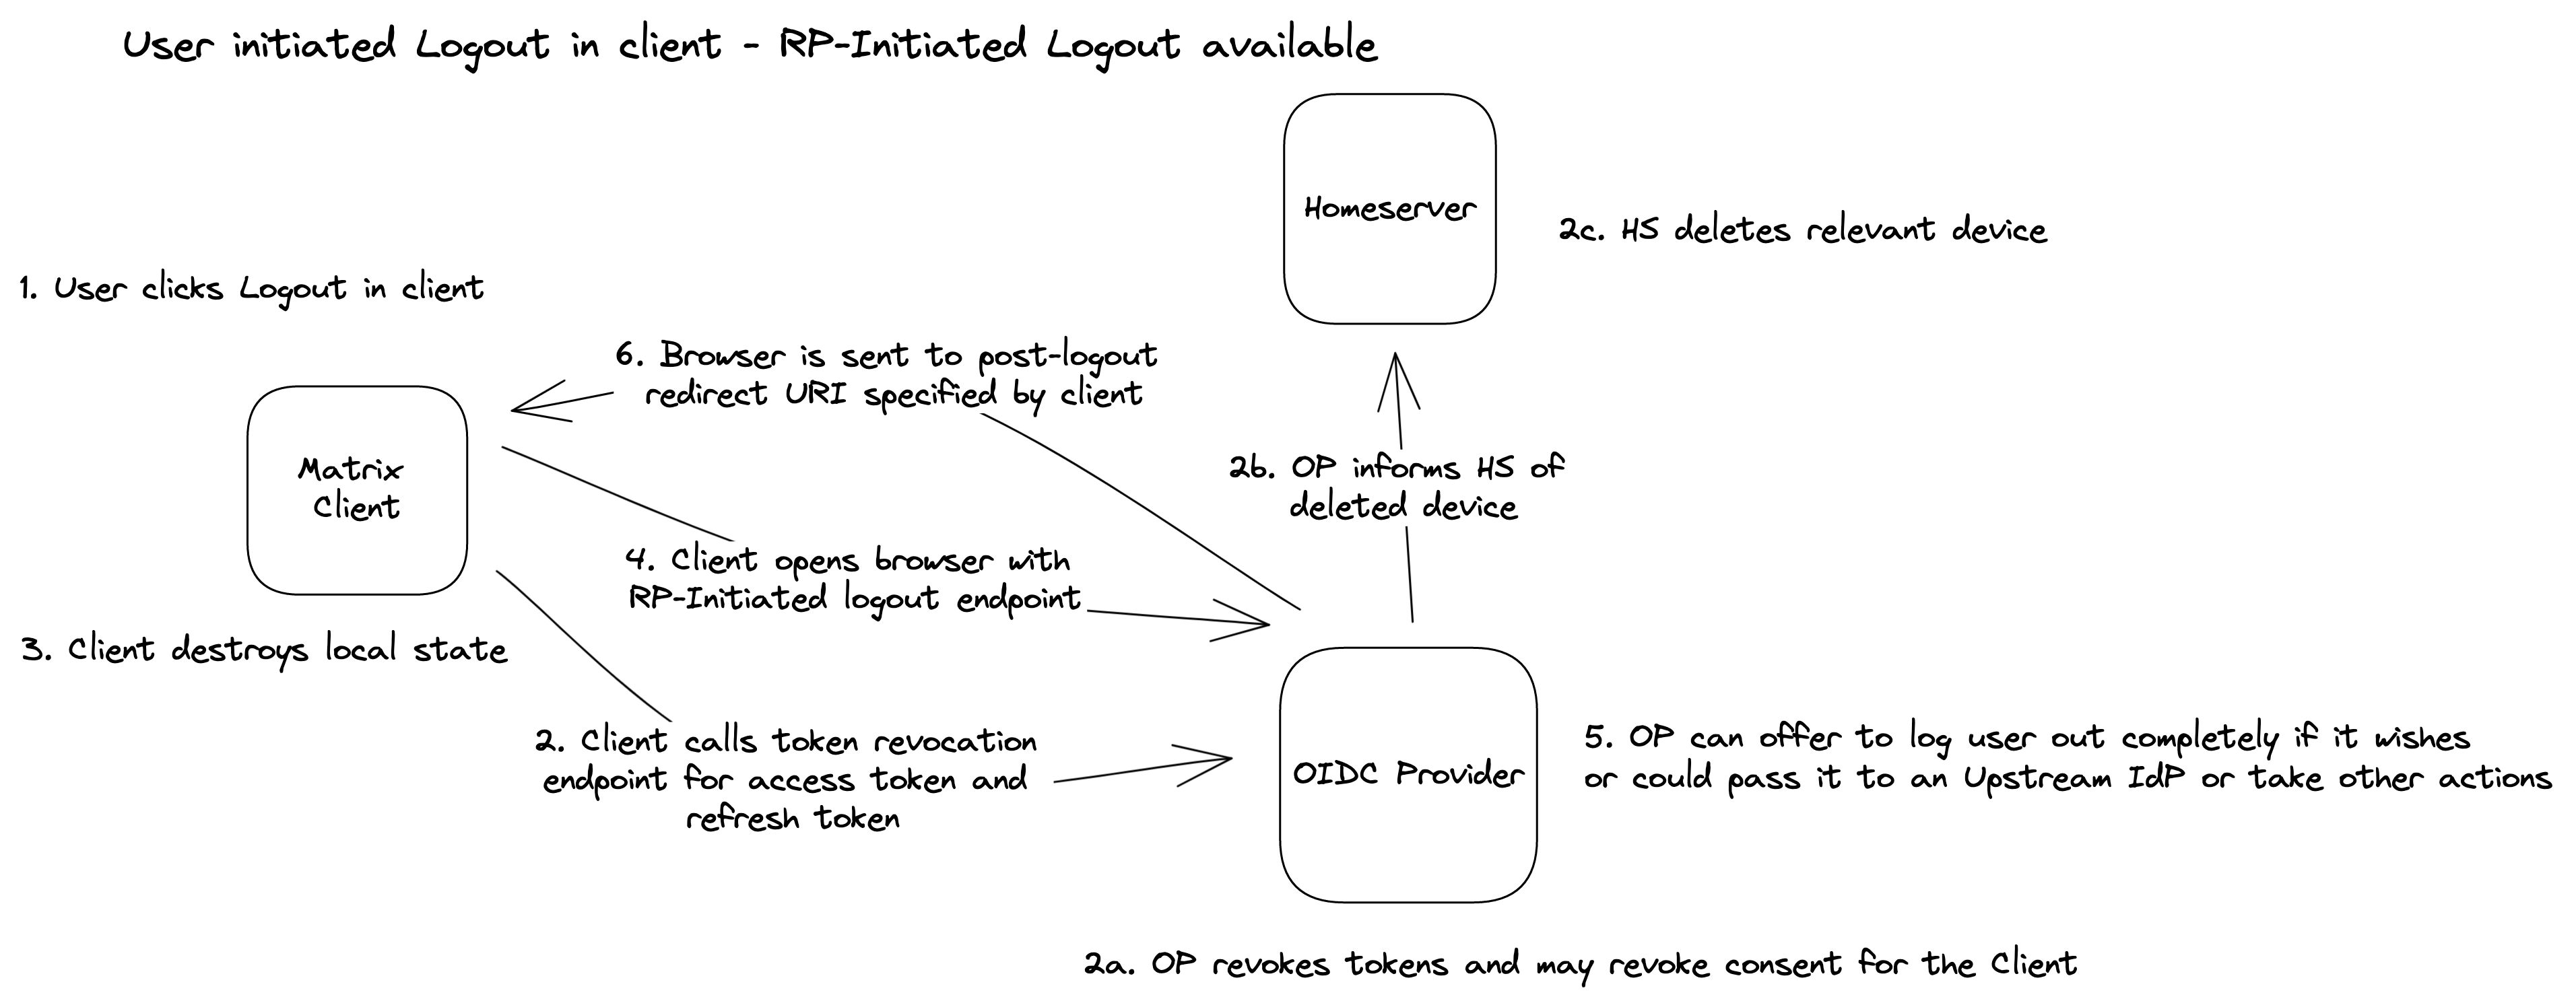 User initiated Logout in client - RP-Initiated Logout available
Homeserver
2c. HS deletes relevant device
1. User clicks Logout in client
6. Browser is sent to post-logout
redirect URI specified by client
Matrix
Client
2b. OP informs HS of
deleted device
4. Client opens browser with
RP-Initiated logout endpoint
3. Client destroys local state
2. Client calls token revocation
endpoint for access token and
refresh token
OIDC Provider
5. OP can offer to log user out completely if it wishes
or could pass it to an Upstream IdP or take other actions
2a. OP revokes tokens and may revoke consent for the Client